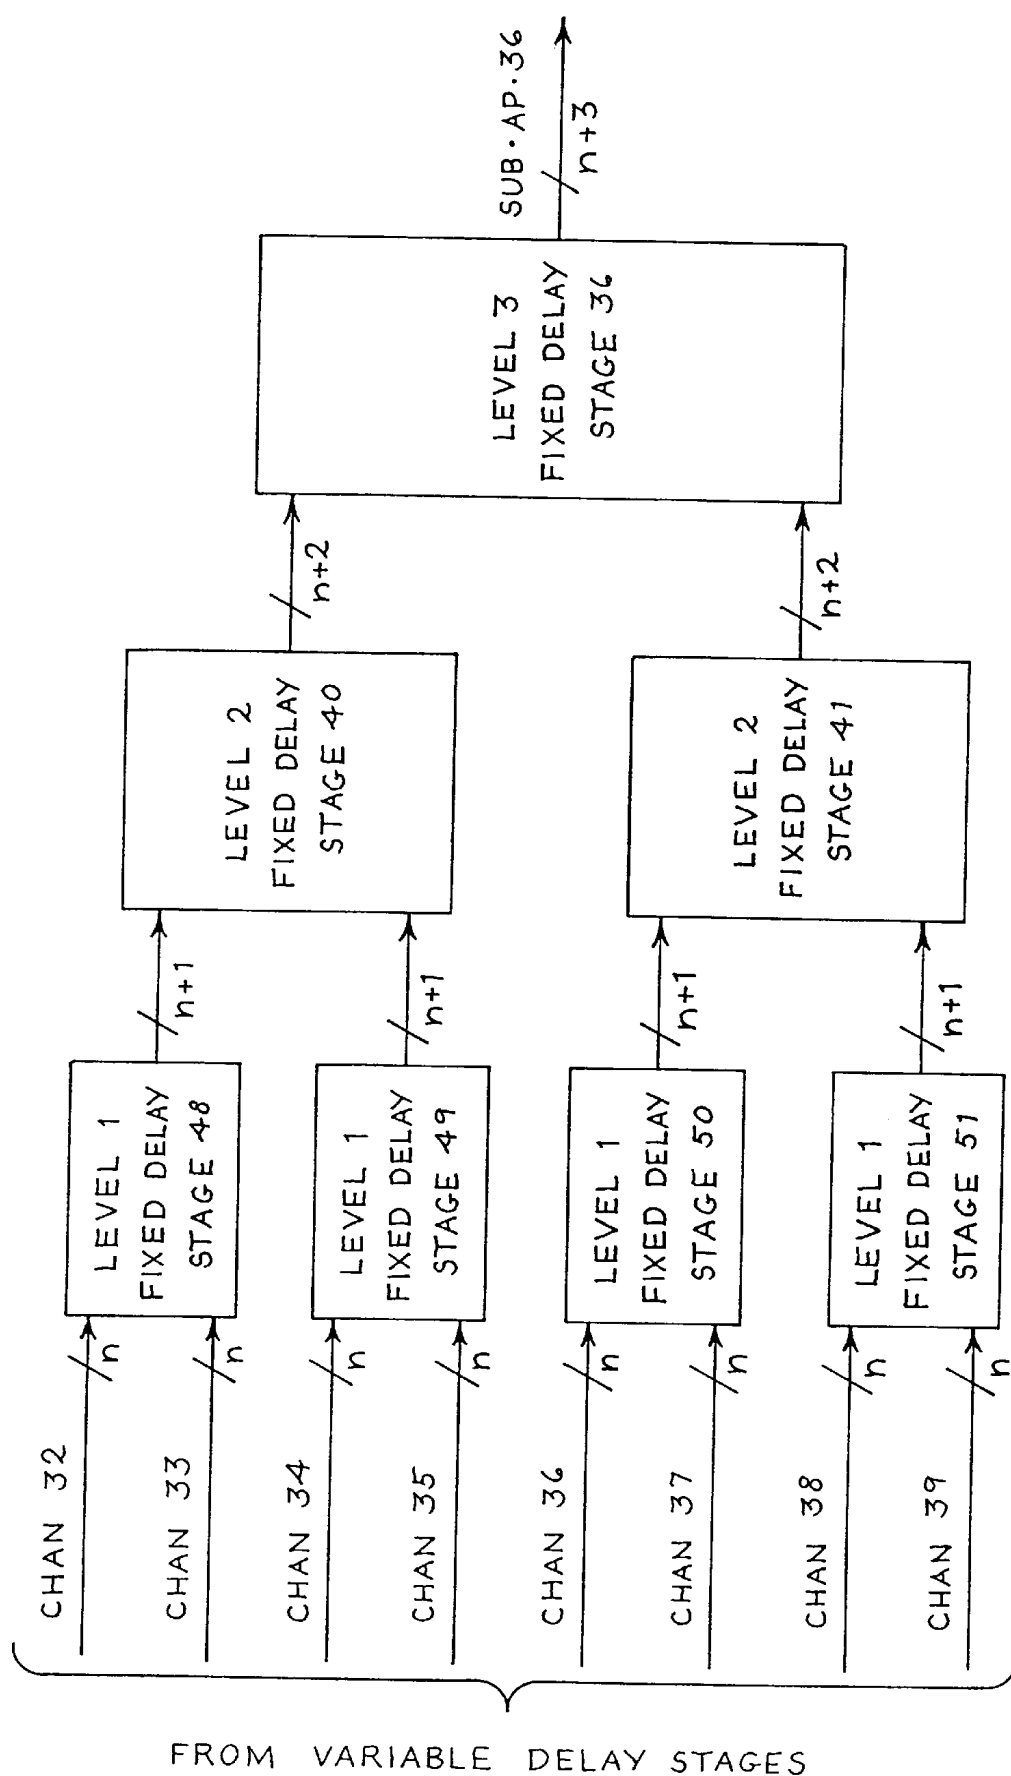 CHAN 32
CHAN 33
CHAN 34
CHAN 35
CHAN 36
CHAN 37
CHAN 38
CHAN 39
n
n
n
n
n
n
n
n
LEVEL 1
FIXED DELAY
STAGE 48
LEVEL 1
FIXED DELAY
STAGE 49
LEVEL 1
FIXED DELAY
STAGE 50
LEVEL 1
FIXED DELAY
STAGE 51
n+1
n+1
n+1
n+1
LEVEL 2
FIXED DELAY
STAGE 40
LEVEL 2
FIXED DELAY
STAGE 41
n+2
n+2
LEVEL 3
FIXED DELAY
STAGE 36
SUB·AP·36
n+3
FROM VARIABLE DELAY STAGES